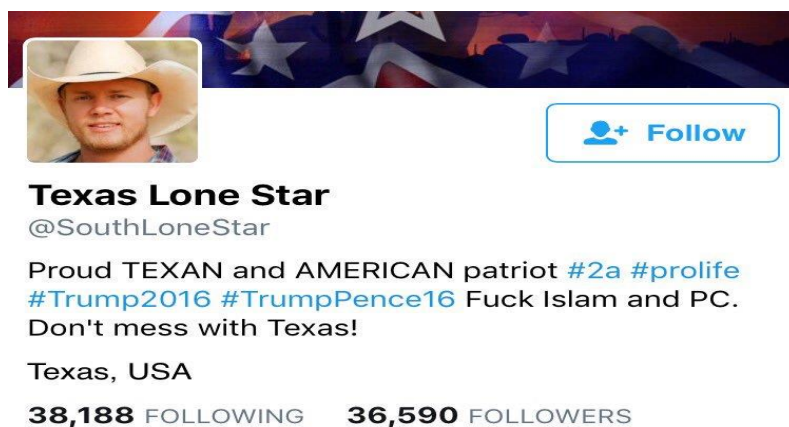 Follow
Texas Lone Star
@SouthLoneStar
Proud TEXAN and AMERICAN patriot #2a #prolife
#Trump2016 #TrumpPence16 Fuck Islam and PC.
Don't mess with Texas!
Texas, USA
38,188 FOLLOWING 36,590 FOLLOWERS